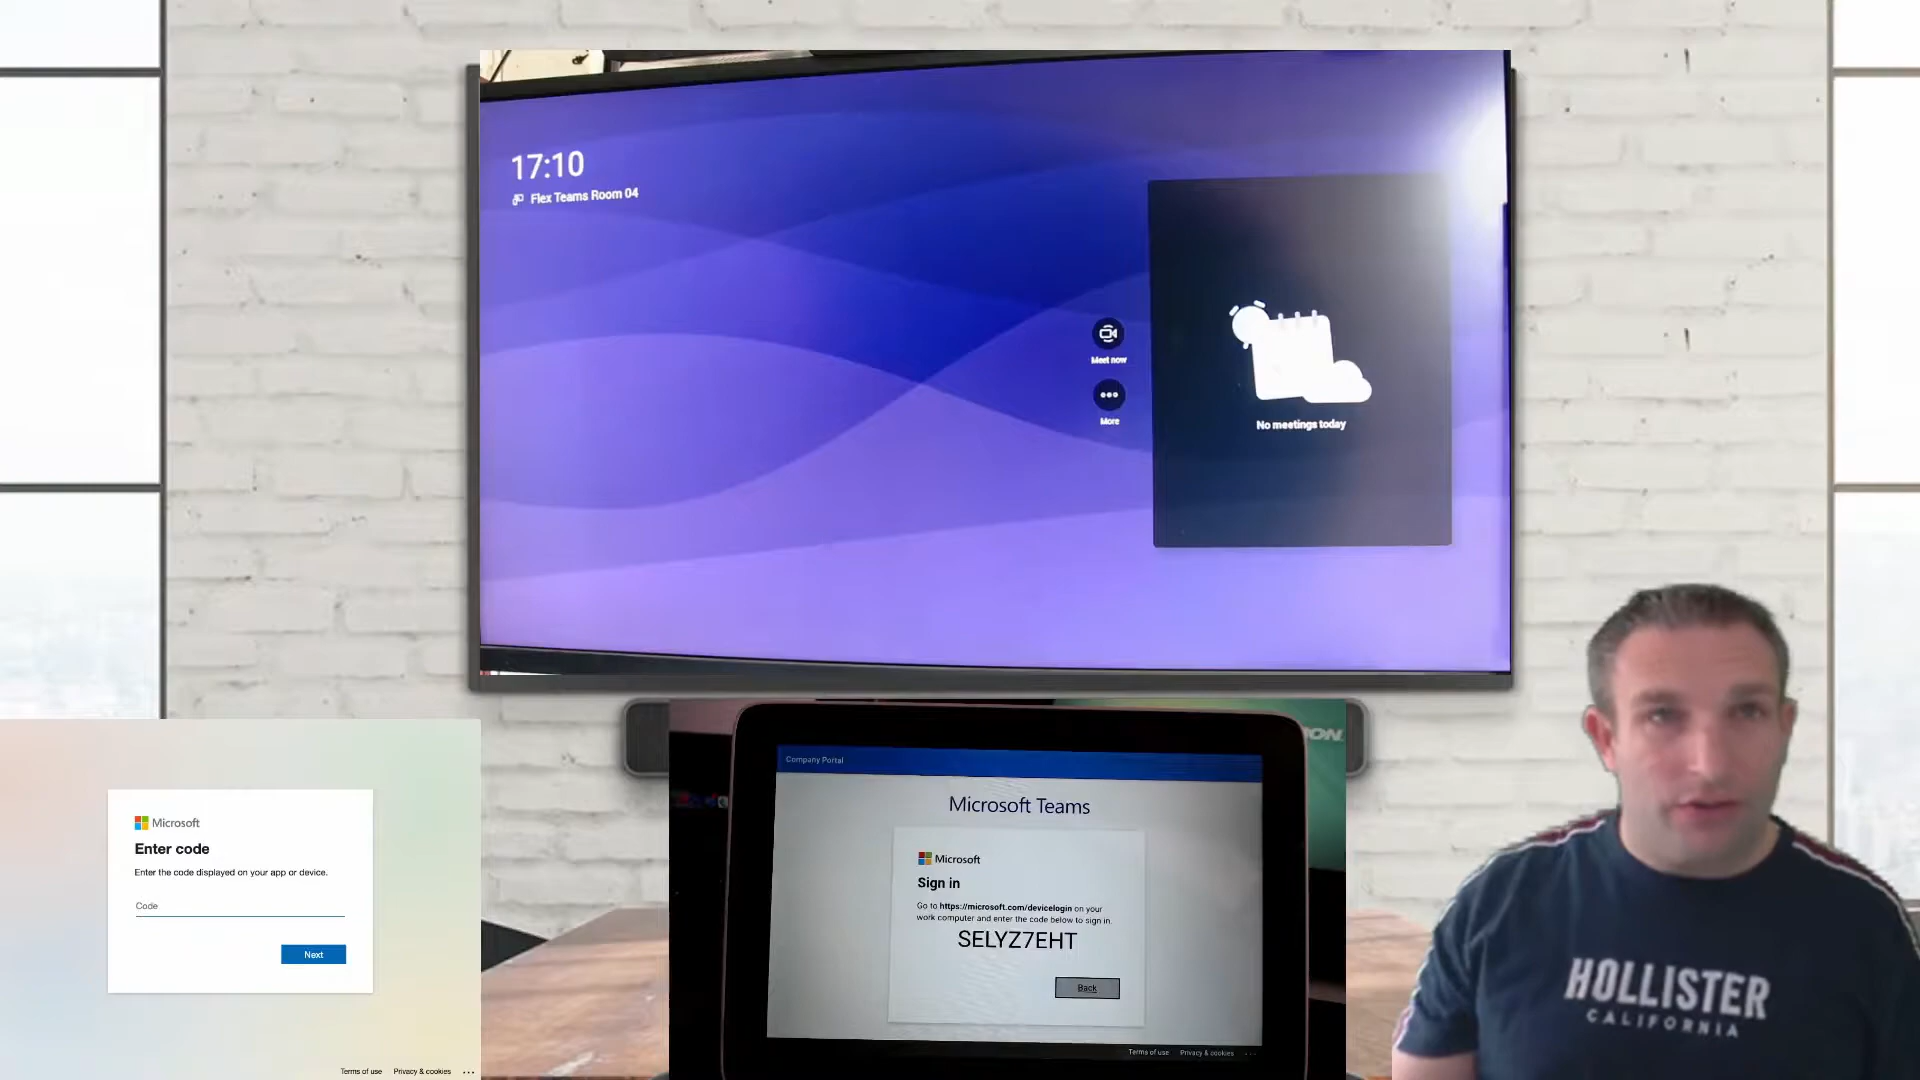 17:10
Flex Teams Room 04
Meet now
More
No meetings today
ION.
Microsoft
Enter code
Enter the code displayed on your app or device.
Code
Next
Terms of use Privacy & cookies ...
Company Portal
Microsoft Teams
Microsoft
Sign in
Go to https://microsoft.com/devicelogin on your
work computer and enter the code below to sign in.
SELYZ7EHT
Back
Terms of use Privacy & cookies ...
HOLLISTER
CALIFORNIA